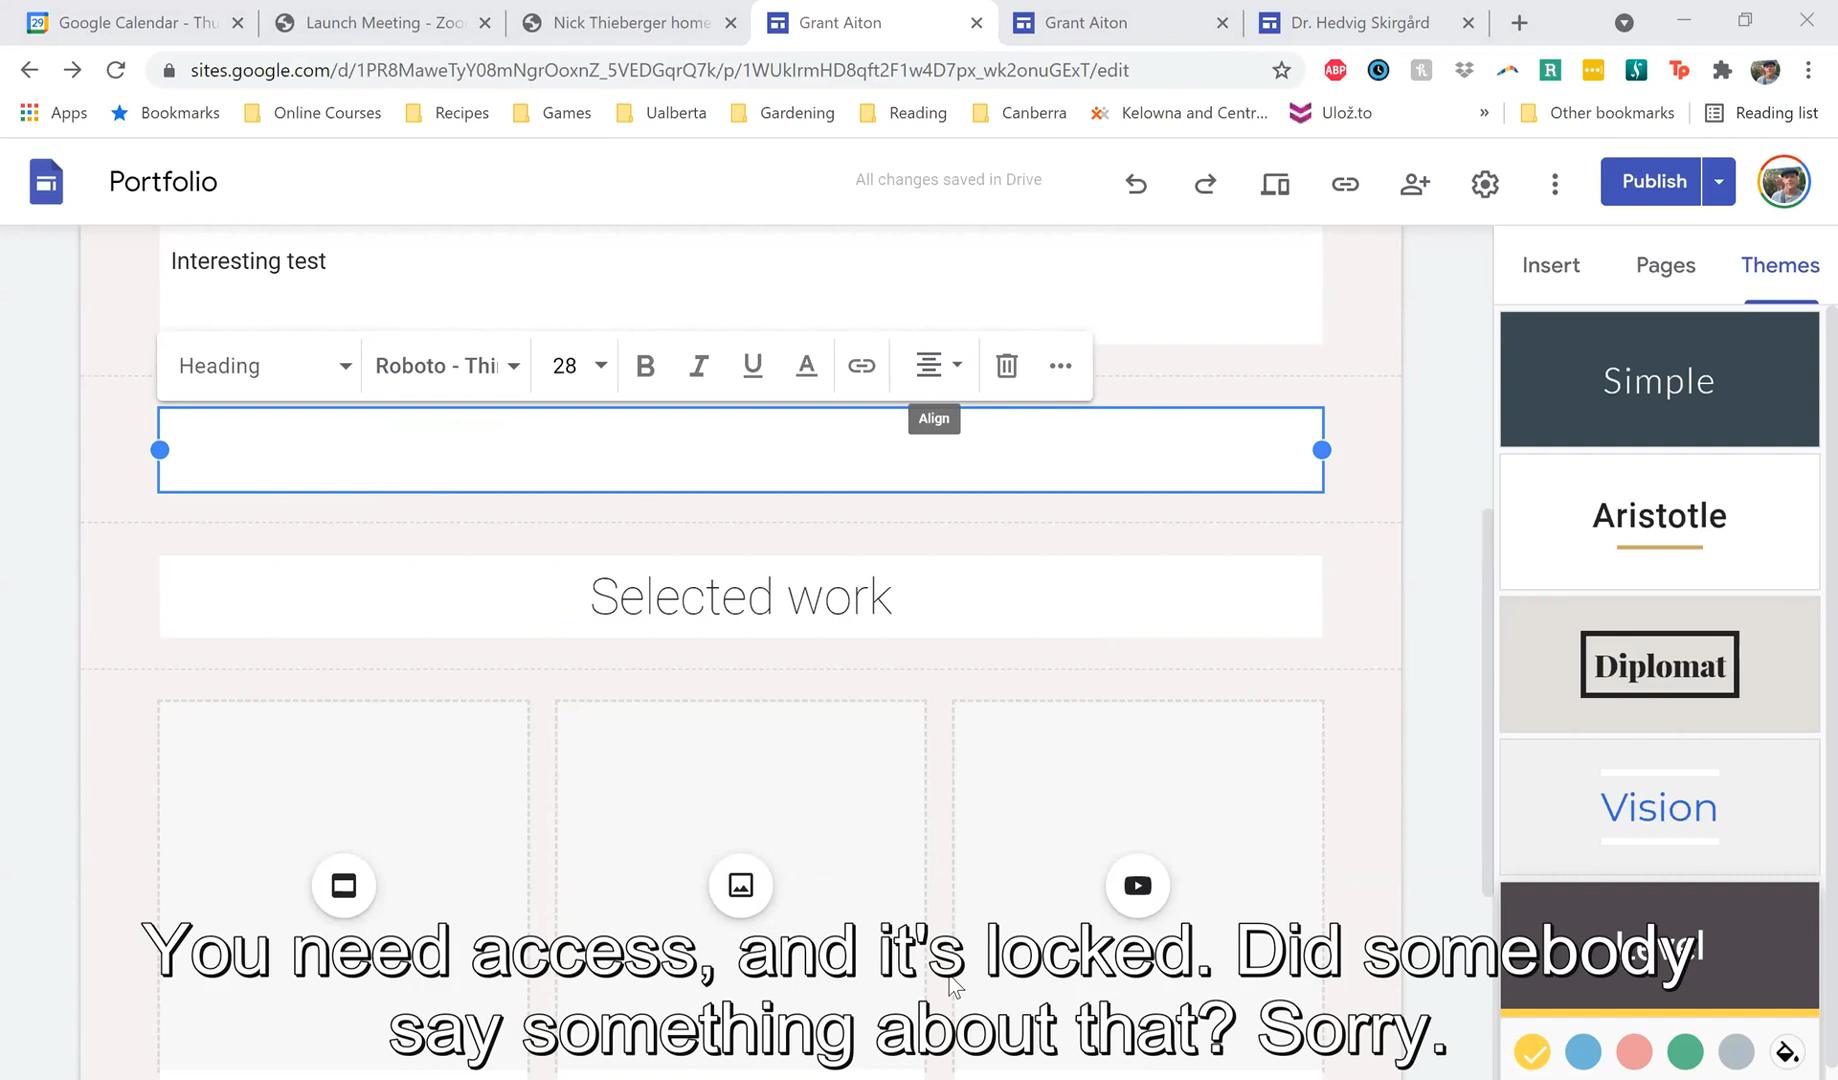 Google Calendar - Thu
Launch Meeting - Zoo
Nick Thieberger home
Grant Aiton
Grant Aiton
Dr. Hedvig Skirgård
sites.google.com/d/1PR8MaweTyY08mNgrOoxnZ_5VEDGqrQ7k/p/1WUkIrmHD8qft2F1w4D7px_wk2onuGExT/edit
Apps
Bookmarks
Online Courses
Recipes
Games
Ualberta
Gardening
Reading
Canberra
Kelowna and Centr...
Ulož.to
»
Other bookmarks
Reading list
Portfolio
All changes saved in Drive
Publish
Insert
Pages
Themes
Interesting test
Heading
Roboto - Thi
28
B
I
U
A
Align
Selected work
Simple
Aristotle
Diplomat
Vision
You need access, and it's locked. Did somebody
say something about that? Sorry.